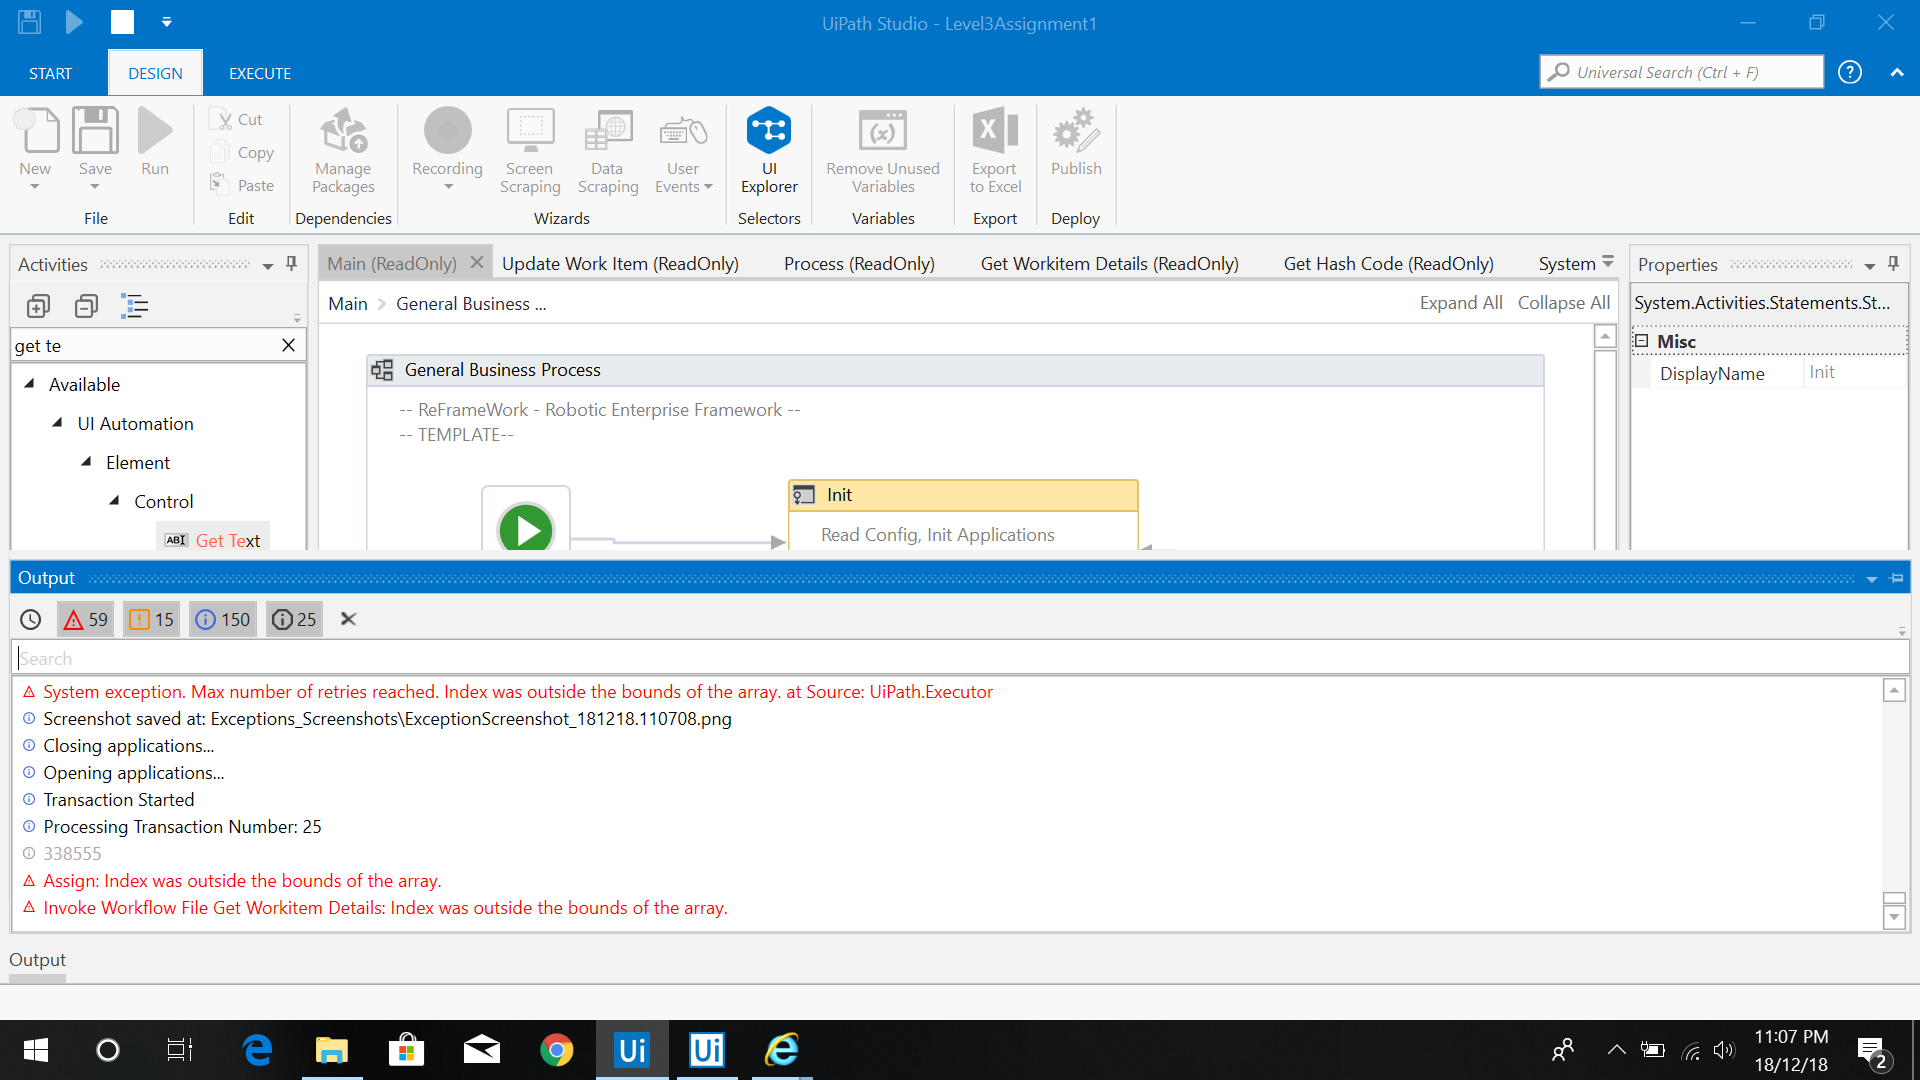 UiPath Studio - Level3Assignment1
START
DESIGN
EXECUTE
Universal Search (Ctrl + F)
New
Save
Run
File
Cut
Copy
Paste
Edit
Manage
Packages
Dependencies
Recording
Screen
Scraping
Data
Scraping
User
Events
Wizards
UI
Explorer
Selectors
Remove Unused
Variables
Variables
Export
to Excel
Export
Publish
Deploy
Activities
Main (ReadOnly)
Update Work Item (ReadOnly)
Process (ReadOnly)
Get Workitem Details (ReadOnly)
Get Hash Code (ReadOnly)
System
Properties
Main > General Business ...
Expand All
Collapse All
System.Activities.Statements.St...
get te
Misc
DisplayName
Init
Available
UI Automation
Element
Control
ABI Get Text
General Business Process
-- ReFrameWork - Robotic Enterprise Framework --
-- TEMPLATE--
Init
Read Config, Init Applications
Output
59
15
150
25
Search
System exception. Max number of retries reached. Index was outside the bounds of the array. at Source: UiPath.Executor
Screenshot saved at: Exceptions_Screenshots\ExceptionScreenshot_181218.110708.png
Closing applications...
Opening applications...
Transaction Started
Processing Transaction Number: 25
338555
Assign: Index was outside the bounds of the array.
Invoke Workflow File Get Workitem Details: Index was outside the bounds of the array.
Output
Ui
Ui
11:07 PM
18/12/18
2